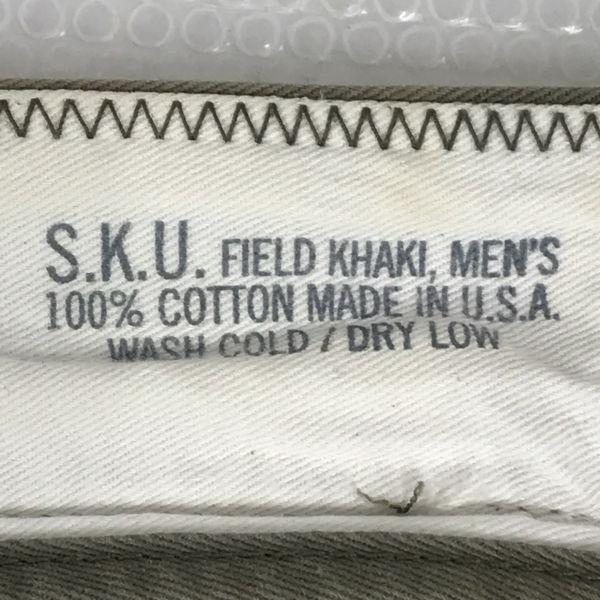 S.K.U. FIELD KHAKI, MEN'S
100% COTTON MADE IN U.S.A.
WASH COLD / DRY LOW